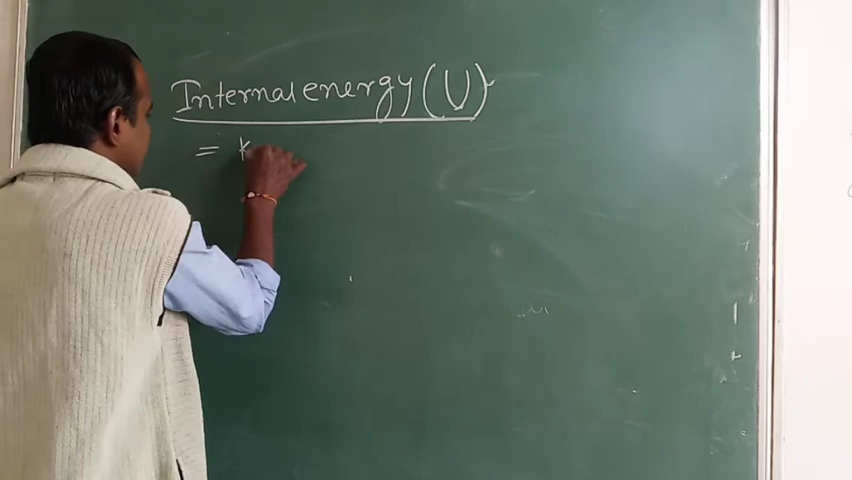 Internal energy (U)
= K